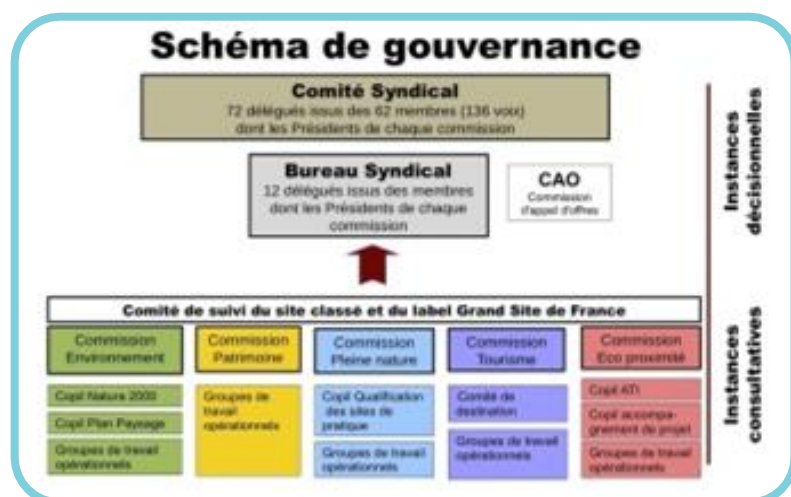 Schéma de gouvernance
Comité Syndical
72 délégués issus des 62 membres (136 voix)
dont les Présidents de chaque commission
Bureau Syndical
12 délégués issus des membres
dont les Présidents de chaque
commission
CAO
Commission
d'appel d'offres
Instances
décisionnelles
Comité de suivi du site classé et du label Grand Site de France
Commission
Environnement
Copil Natura 2000
Copil Plan Paysage
Groupes de travail
opérationnels
Commission
Patrimoine
Groupes de
travail
opérationnels
Commission
Pleine nature
Copil Qualification
des sites de
pratique
Groupes de travail
opérationnels
Commission
Tourisme
Comité de
destination
Groupes de travail
opérationnels
Commission
Eco proximité
Copil ATI
Copil accompa-
gnement du projet
Groupes de travail
opérationnels
Instances
consultatives